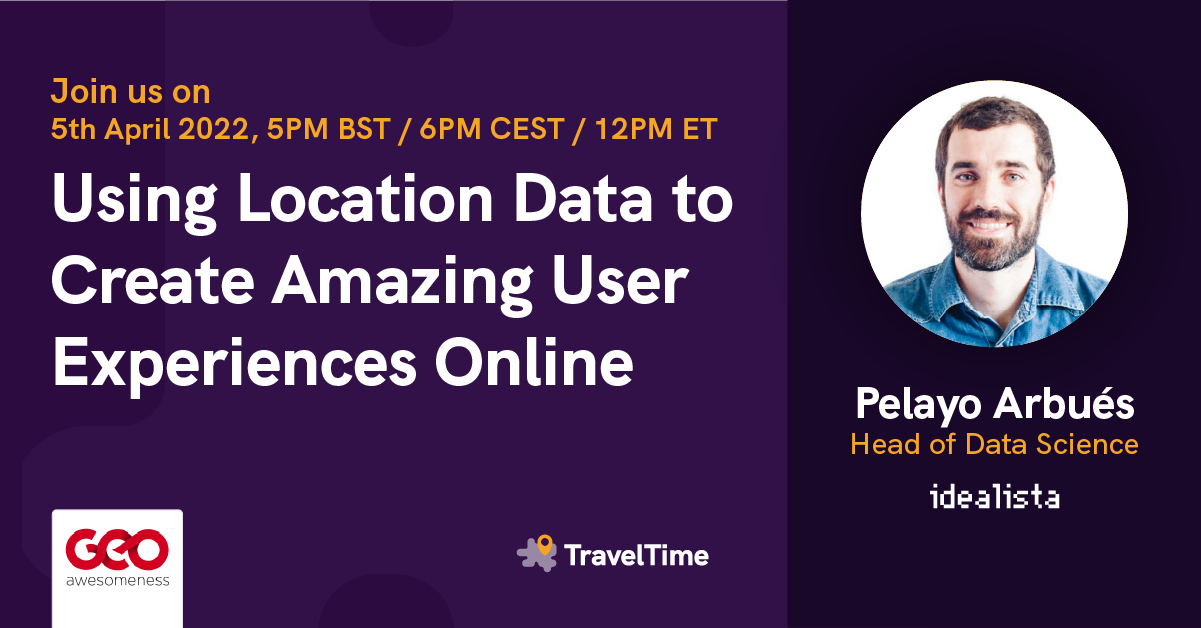 Join us on
5th April 2022, 5PM BST / 6PM CEST / 12PM ET
Using Location Data to
Create Amazing User
Experiences Online
GEO
awesomeness
TravelTime
Pelayo Arbués
Head of Data Science
idealista